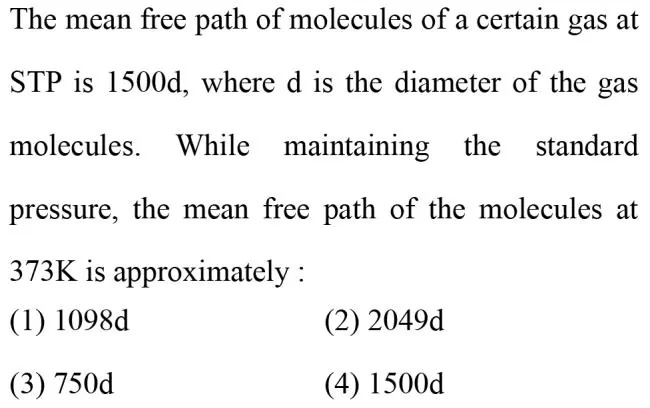 The mean free path of molecules of a certain gas at
STP is 1500d, where d is the diameter of the gas
molecules. While maintaining the standard
pressure, the mean free path of the molecules at
373K is approximately :
(1) 1098d (2) 2049d
(3) 750d (4) 1500d